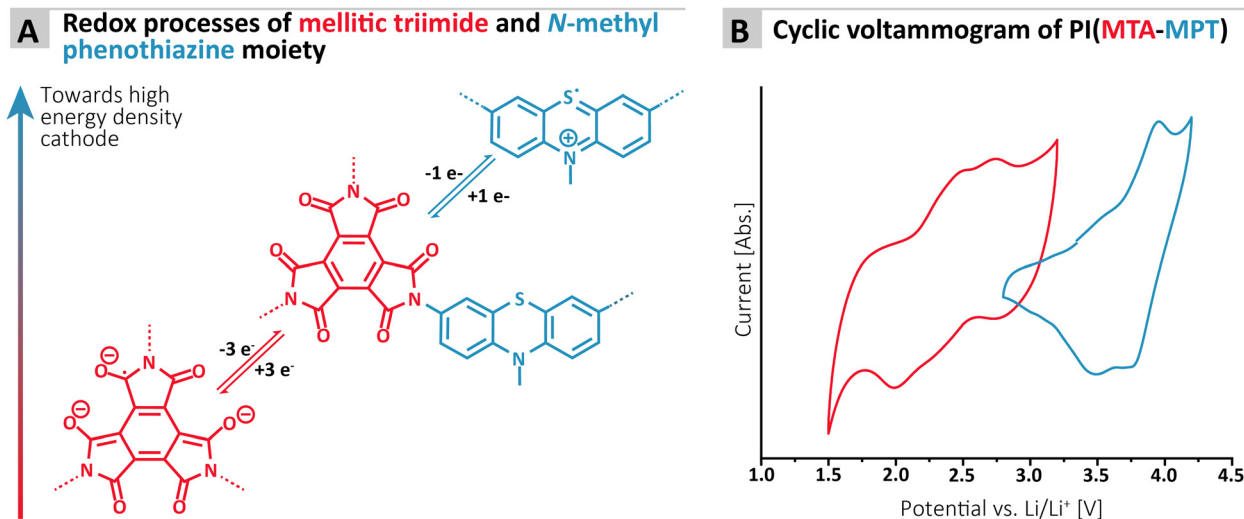 A
Redox processes of mellitic triimide and N-methyl
phenothiazine moiety
Towards high
energy density
cathode
S·
⊕
N
-1 e-
+1 e-
N
O
O
O
O
N
N
O
O
S
N
-3 e-
+3 e-
⊖
O
·
N
O
⊖
O
O
⊖
N
N
O
O
B
Cyclic voltammogram of PI(MTA-MPT)
Current [Abs.]
1.0 1.5 2.0 2.5 3.0 3.5 4.0 4.5
Potential vs. Li/Li⁺ [V]